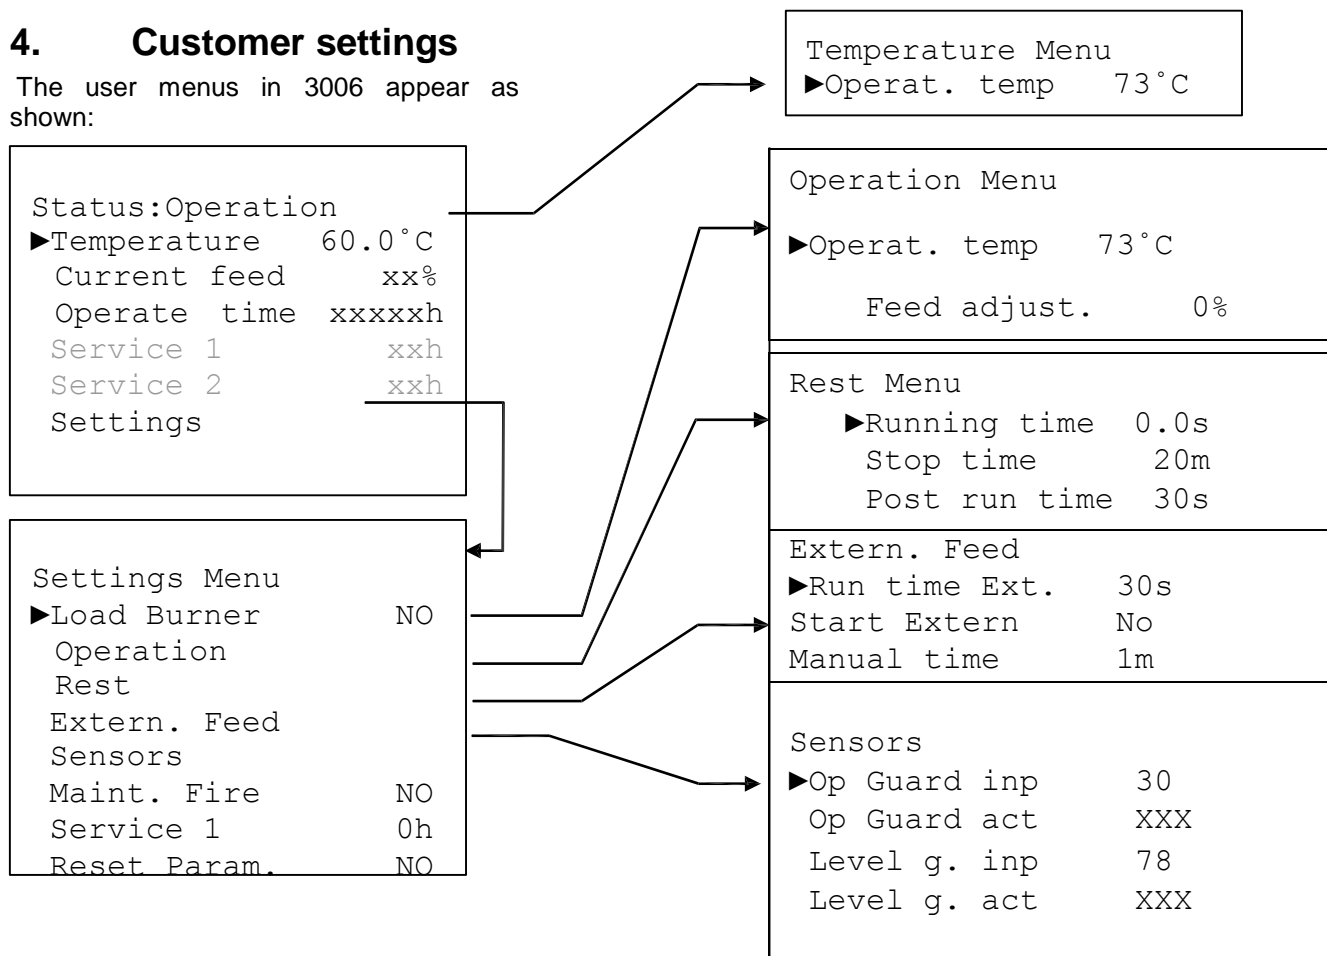 4. Customer settings
The user menus in 3006 appear as
shown:
Status:Operation
►Temperature 60.0°C
Current feed xx%
Operate time xxxxxh
Service 1 xxh
Service 2 xxh
Settings
Settings Menu
►Load Burner NO
Operation
Rest
Extern. Feed
Sensors
Maint. Fire NO
Service 1 0h
Reset Param. NO
Temperature Menu
►Operat. temp 73°C
Operation Menu
►Operat. temp 73°C
Feed adjust. 0%
Rest Menu
►Running time 0.0s
Stop time 20m
Post run time 30s
Extern. Feed
►Run time Ext. 30s
Start Extern No
Manual time 1m
Sensors
►Op Guard inp 30
Op Guard act XXX
Level g. inp 78
Level g. act XXX